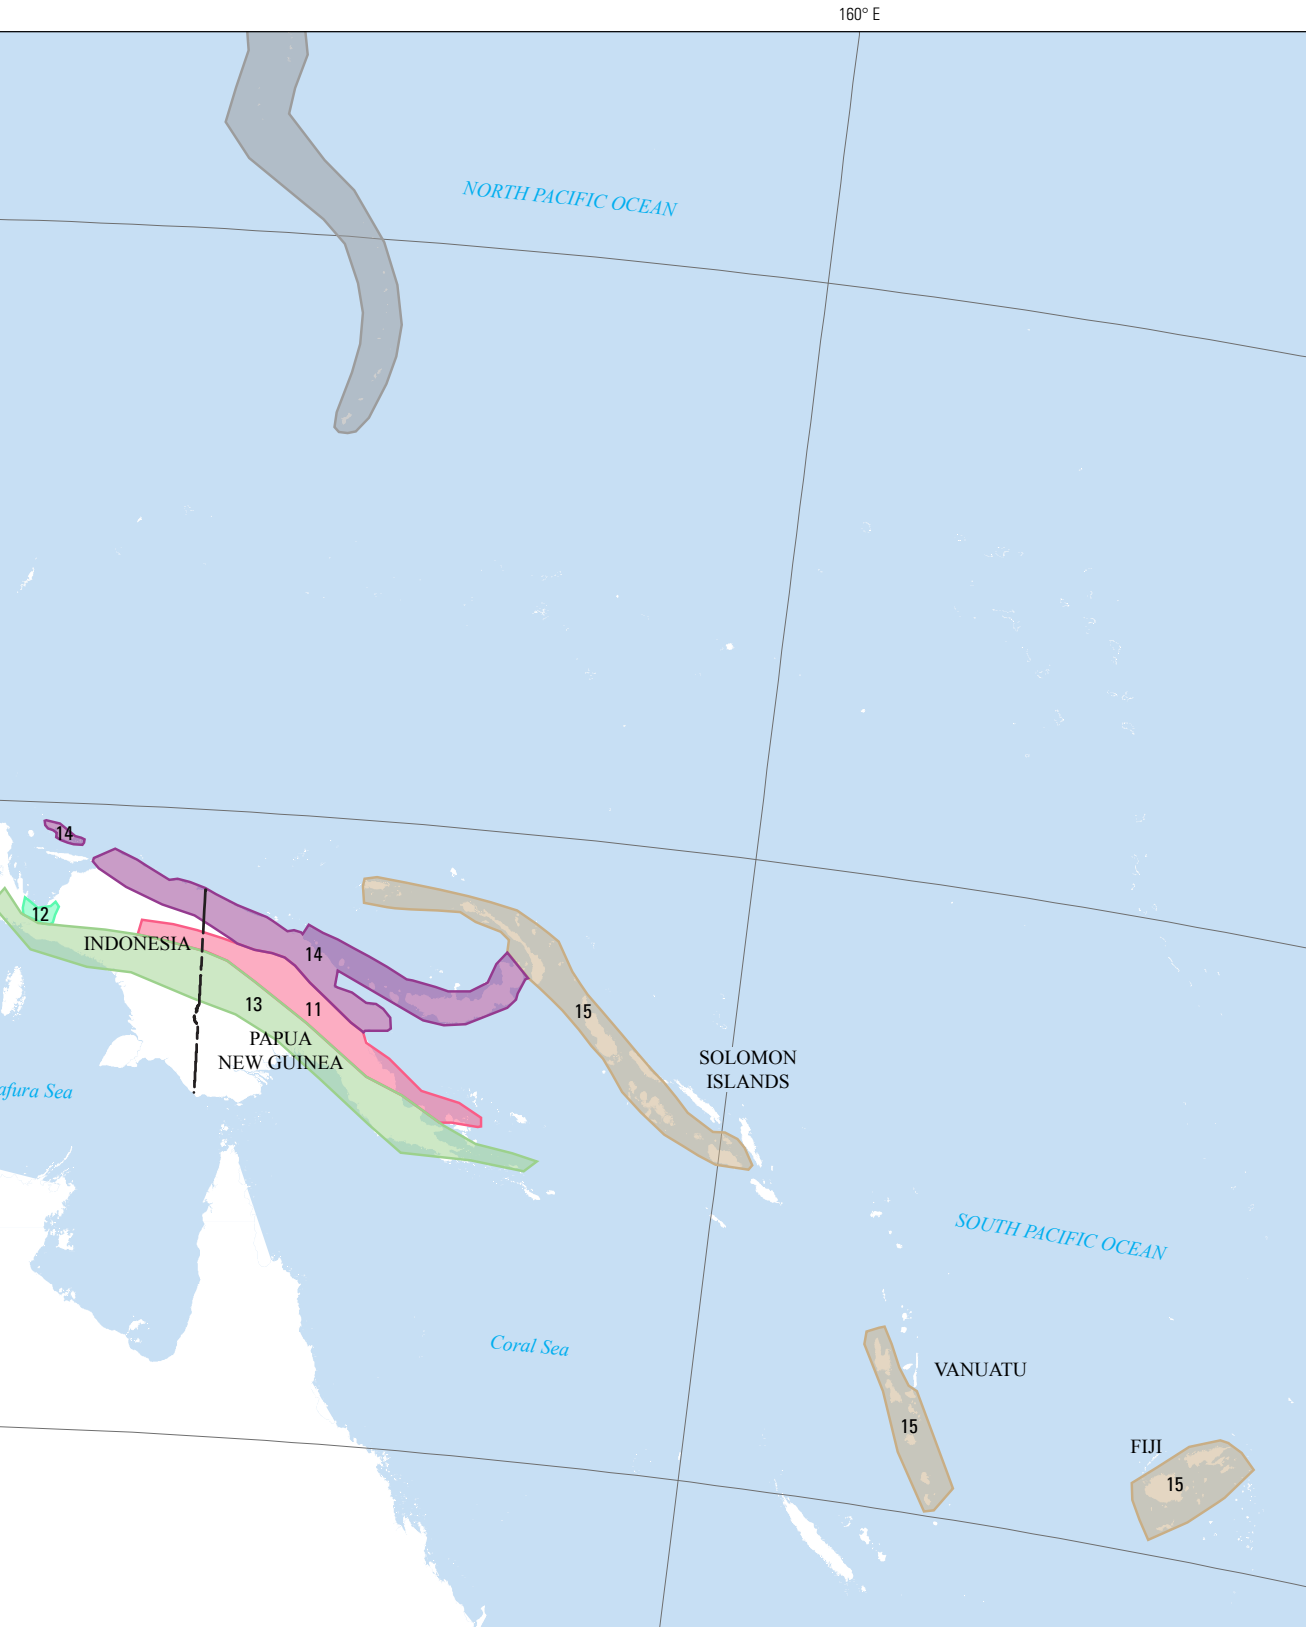 160° E
NORTH PACIFIC OCEAN
14
12
INDONESIA
14
13
11
15
PAPUA
NEW GUINEA
SOLOMON
ISLANDS
afura Sea
SOUTH PACIFIC OCEAN
Coral Sea
VANUATU
15
FIJI
15